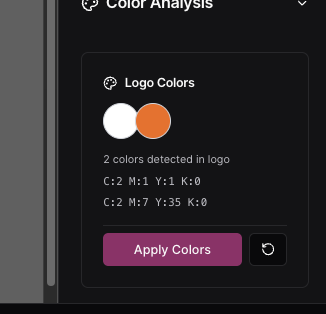 Color Analysis
Logo Colors
2 colors detected in logo
C:2 M:1 Y:1 K:0
C:2 M:7 Y:35 K:0
Apply Colors